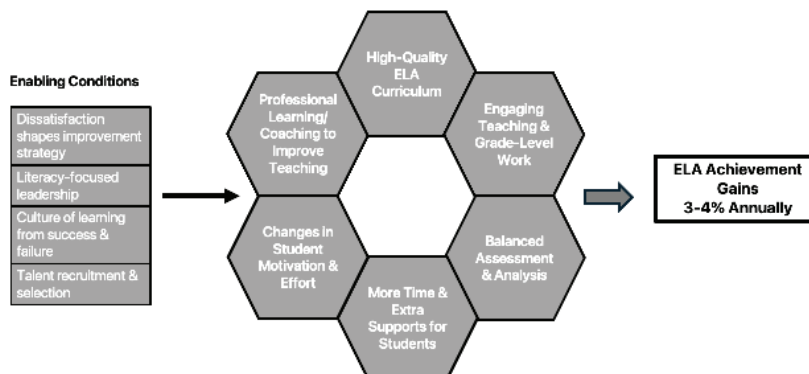 Enabling Conditions
Dissatisfaction
shapes improvement
strategy
Literacy-focused
leadership
Culture of learning
from success &
failure
Talent recruitment &
selection
High-Quality
ELA
Curriculum
Professional
Learning/
Coaching to
Improve
Teaching
Engaging
Teaching &
Grade-Level
Work
Changes in
Student
Motivation &
Effort
Balanced
Assessment
& Analysis
More Time &
Extra
Supports for
Students
ELA Achievement
Gains
3-4% Annually